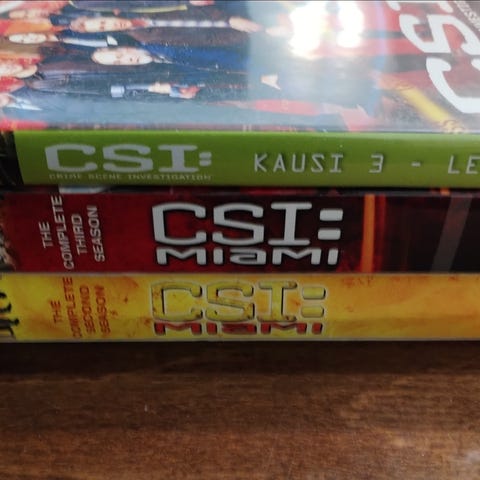 CSI
CSI:
CRIME SCENE INVESTIGATION
KAUSI 3 - LE
THE
COMPLETE
THIRD
SEASON
CSI:
MIAMI
THE
COMPLETE
SECOND
SEASON
CSI:
MIAMI